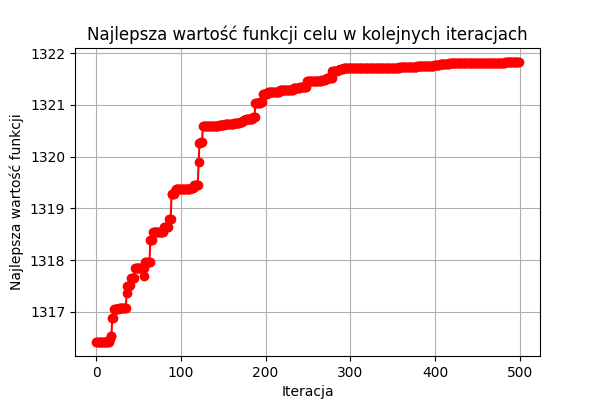 Najlepsza wartość funkcji celu w kolejnych iteracjach
1322
1321
1320
1319
1318
1317
Najlepsza wartość funkcji
0 100 200 300 400 500
Iteracja